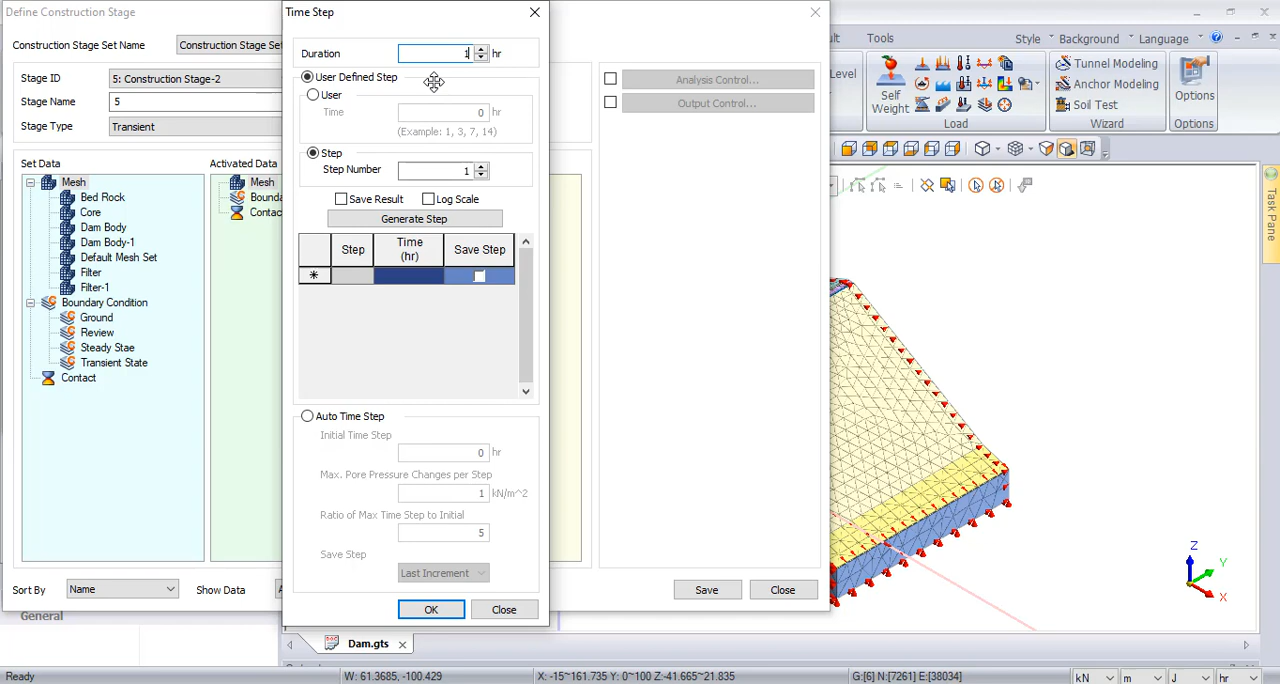 Define Construction Stage
Construction Stage Set Name
Construction Stage Set
Stage ID
5: Construction Stage-2
Stage Name
5
Stage Type
Transient
Set Data
Activated Data
Mesh
Bed Rock
Core
Dam Body
Dam Body-1
Default Mesh Set
Filter
Filter-1
Boundary Condition
Ground
Review
Steady Stae
Transient State
Contact
Mesh
Bounda
Contac
Sort By
Name
Show Data
General
Time Step
Duration
1
hr
User Defined Step
User
Time
0
hr
(Example: 1, 3, 7, 14)
Step
Step Number
1
Save Result
Log Scale
Generate Step
Step
Time
(hr)
Save Step
*
Auto Time Step
Initial Time Step
0
hr
Max. Pore Pressure Changes per Step
1
kN/m^2
Ratio of Max Time Step to Initial
5
Save Step
Last Increment
OK
Close
Analysis Control...
Output Control...
Save
Close
ult
Tools
Style
Background
Language
Level
Self
Weight
Load
Tunnel Modeling
Anchor Modeling
Soil Test
Wizard
Options
Options
Task Pane
Z
Y
X
Dam.gts
Ready
W: 61.3685, -100.429
X: -15~161.735 Y: 0~100 Z:-41.665~21.835
G:[6] N:[7261] E:[38034]
kN
m
J
hr